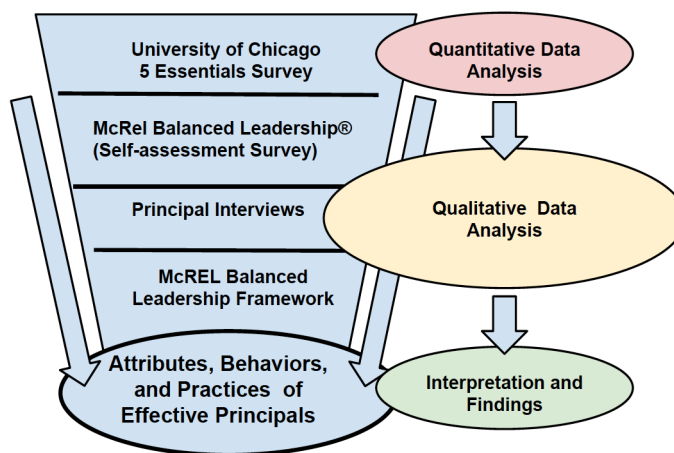 University of Chicago
5 Essentials Survey
McRel Balanced Leadership®
(Self-assessment Survey)
Principal Interviews
McREL Balanced
Leadership Framework
Attributes, Behaviors,
and Practices of
Effective Principals
Quantitative Data
Analysis
Qualitative Data
Analysis
Interpretation and
Findings